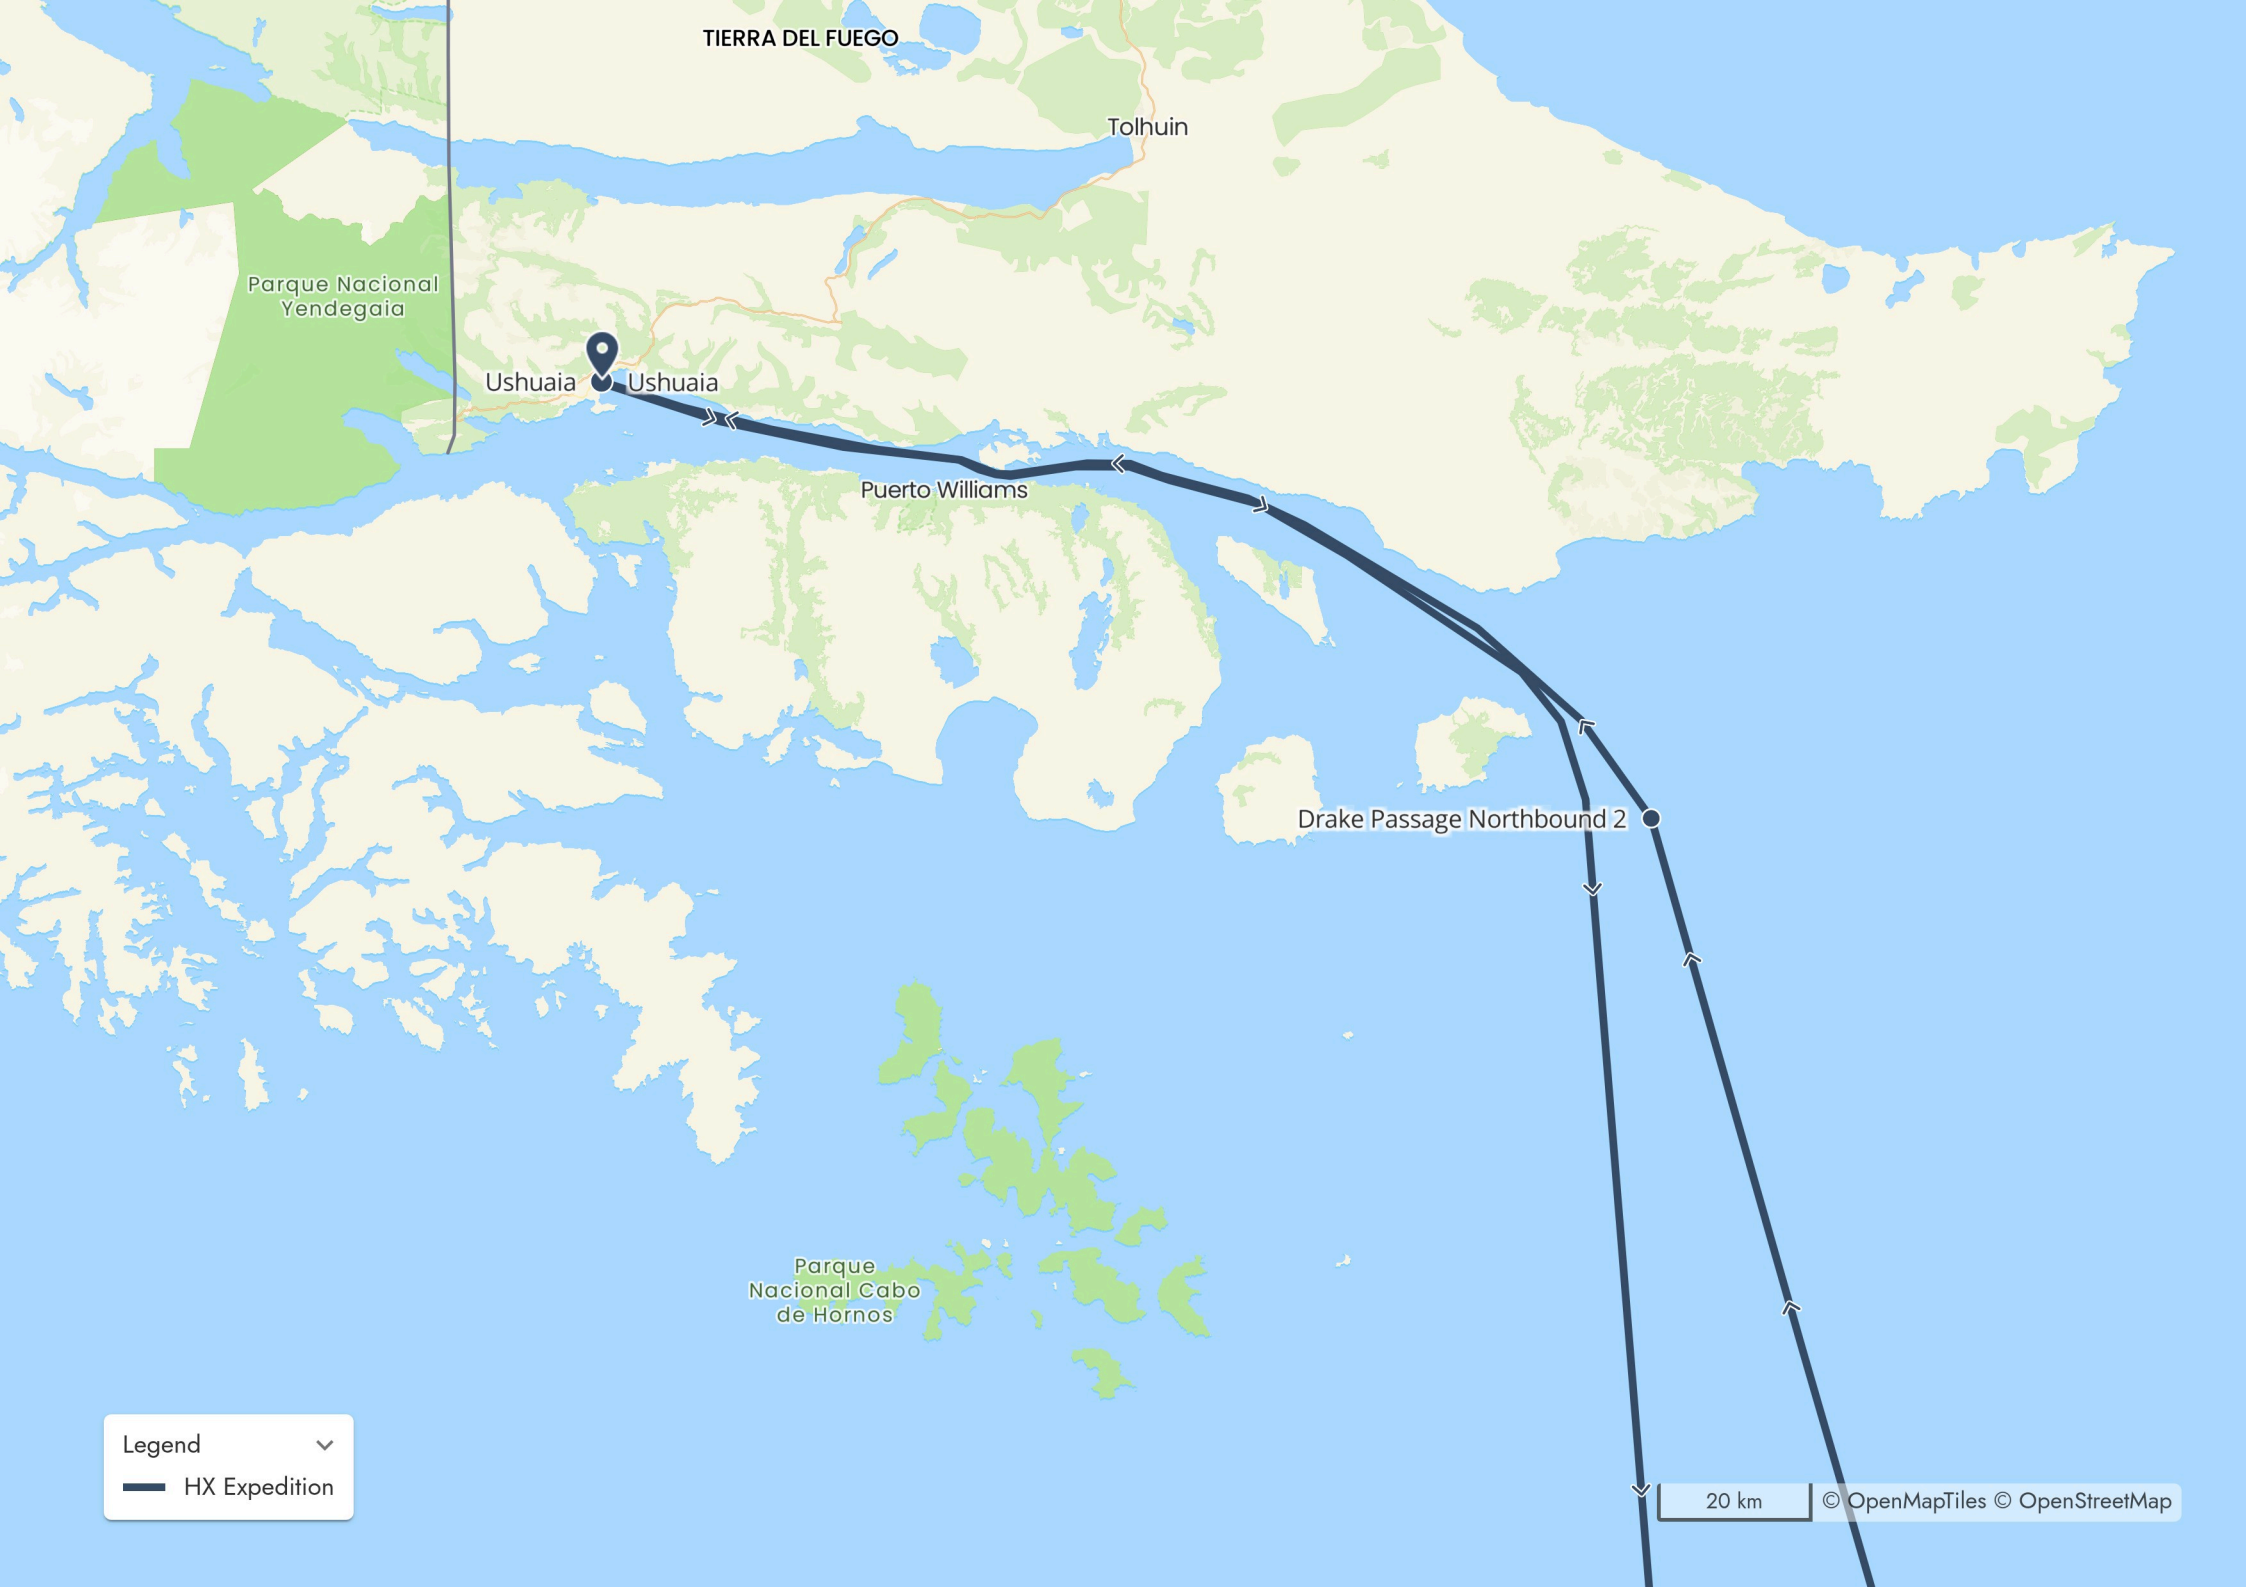 TIERRA DEL FUEGO
Tolhuin
Parque Nacional
Yendegaia
Ushuaia
Ushuaia
Puerto Williams
Drake Passage Northbound 2
Parque
Nacional Cabo
de Hornos
Legend
HX Expedition
20 km
© OpenMapTiles © OpenStreetMap